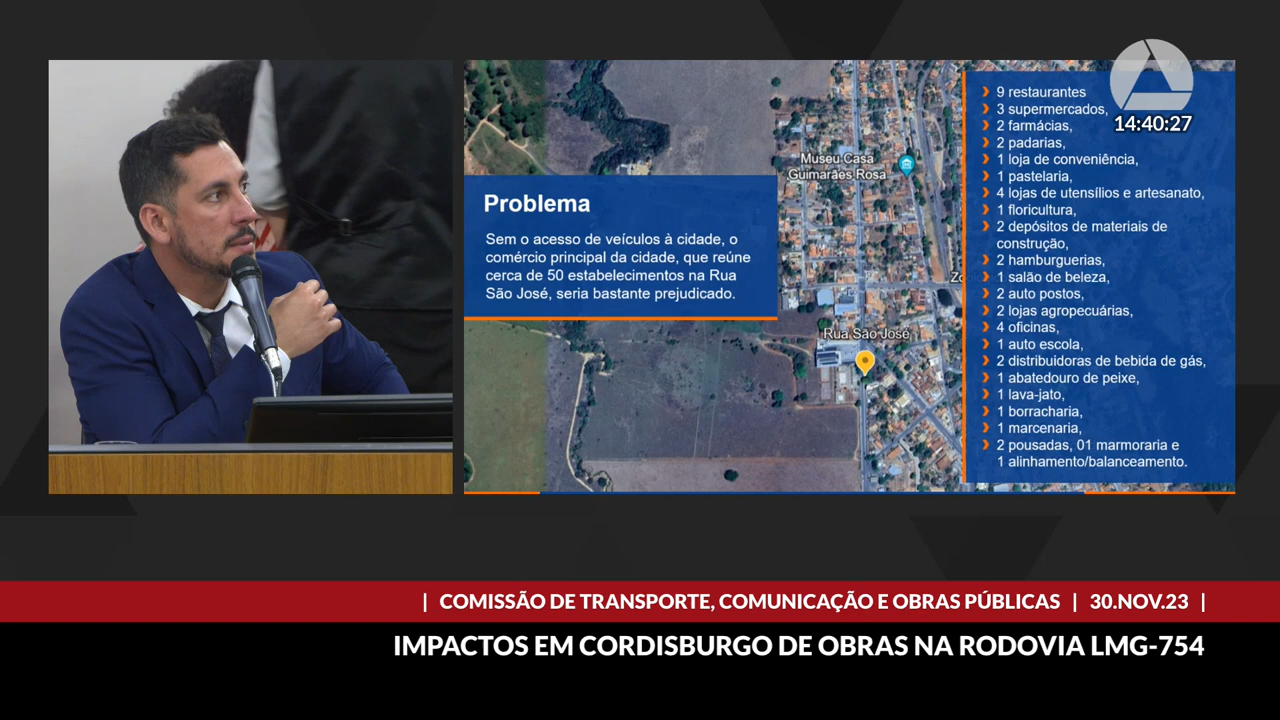 14:40:27
Problema
Sem o acesso de veículos à cidade, o
comércio principal da cidade, que reúne
cerca de 50 estabelecimentos na Rua
São José, seria bastante prejudicado.
Museu Casa
Guimarães Rosa
Rua São José
9 restaurantes
3 supermercados,
2 farmácias,
2 padarias,
1 loja de conveniência,
1 pastelaria,
4 lojas de utensílios e artesanato,
1 floricultura,
2 depósitos de materiais de
construção,
2 hamburguerias,
1 salão de beleza,
2 auto postos,
2 lojas agropecuárias,
4 oficinas,
1 auto escola,
2 distribuidoras de bebida de gás,
1 abatedouro de peixe,
1 lava-jato,
1 borracharia,
1 marcenaria,
2 pousadas, 01 marmoraria e
1 alinhamento/balanceamento.
| COMISSÃO DE TRANSPORTE, COMUNICAÇÃO E OBRAS PÚBLICAS | 30.NOV.23 |
IMPACTOS EM CORDISBURGO DE OBRAS NA RODOVIA LMG-754